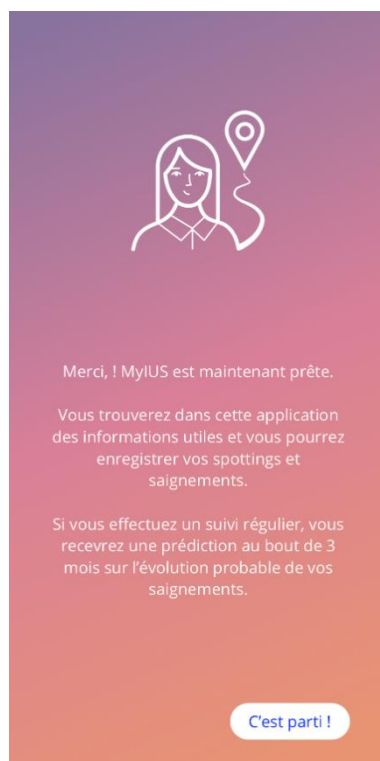 Merci, ! MyIUS est maintenant prête.
Vous trouverez dans cette application
des informations utiles et vous pourrez
enregistrer vos spottings et
saignements.
Si vous effectuez un suivi régulier, vous
recevrez une prédiction au bout de 3
mois sur l’évolution probable de vos
saignements.
C’est parti !